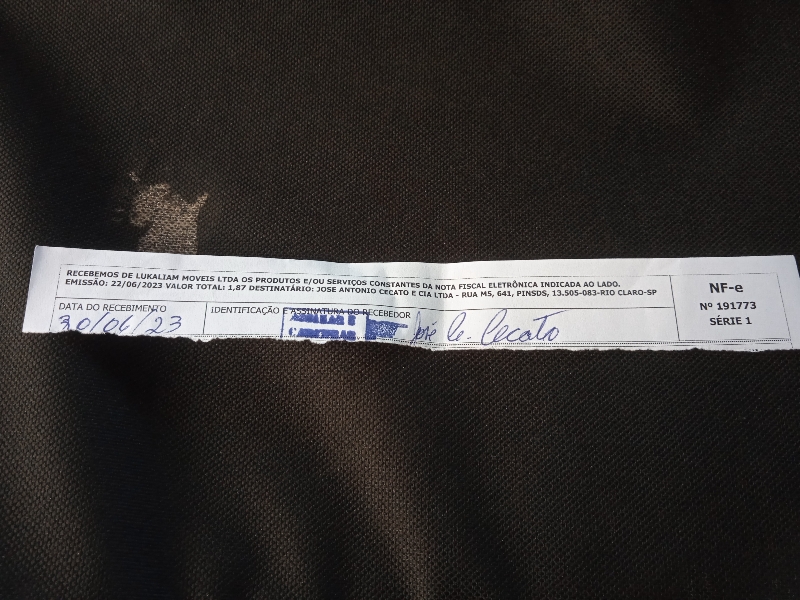 RECEBEMOS DE LUKALIAM MOVEIS LTDA OS PRODUTOS E/OU SERVIÇOS CONSTANTES DA NOTA FISCAL ELETRÔNICA INDICADA AO LADO.
EMISSÃO: 22/06/2023 VALOR TOTAL: 1,87 DESTINATÁRIO: JOSE ANTONIO CECATO E CIA LTDA - RUA M5, 641, PINSDS, 13.505-083-RIO CLARO-SP
NF-e
Nº 191773
SÉRIE 1
DATA DO RECEBIMENTO
30/06/23
IDENTIFICAÇÃO E ASSINATURA DO RECEBEDOR
José Cecato